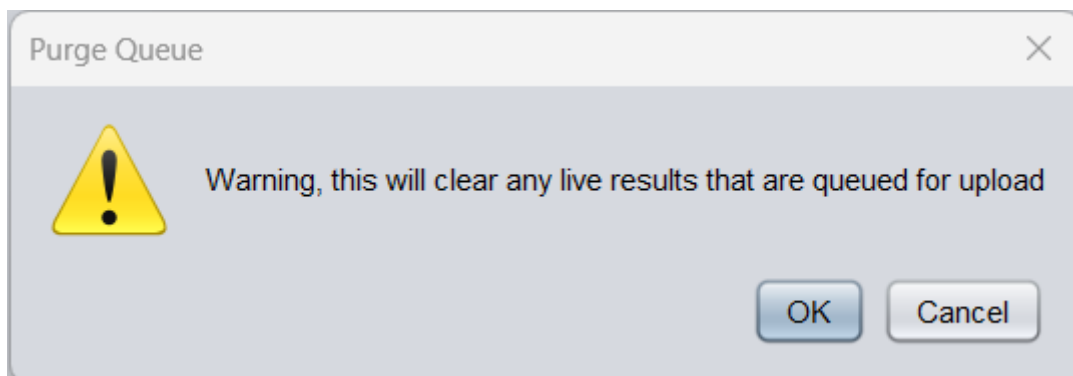 Purge Queue
Warning, this will clear any live results that are queued for upload
OK
Cancel